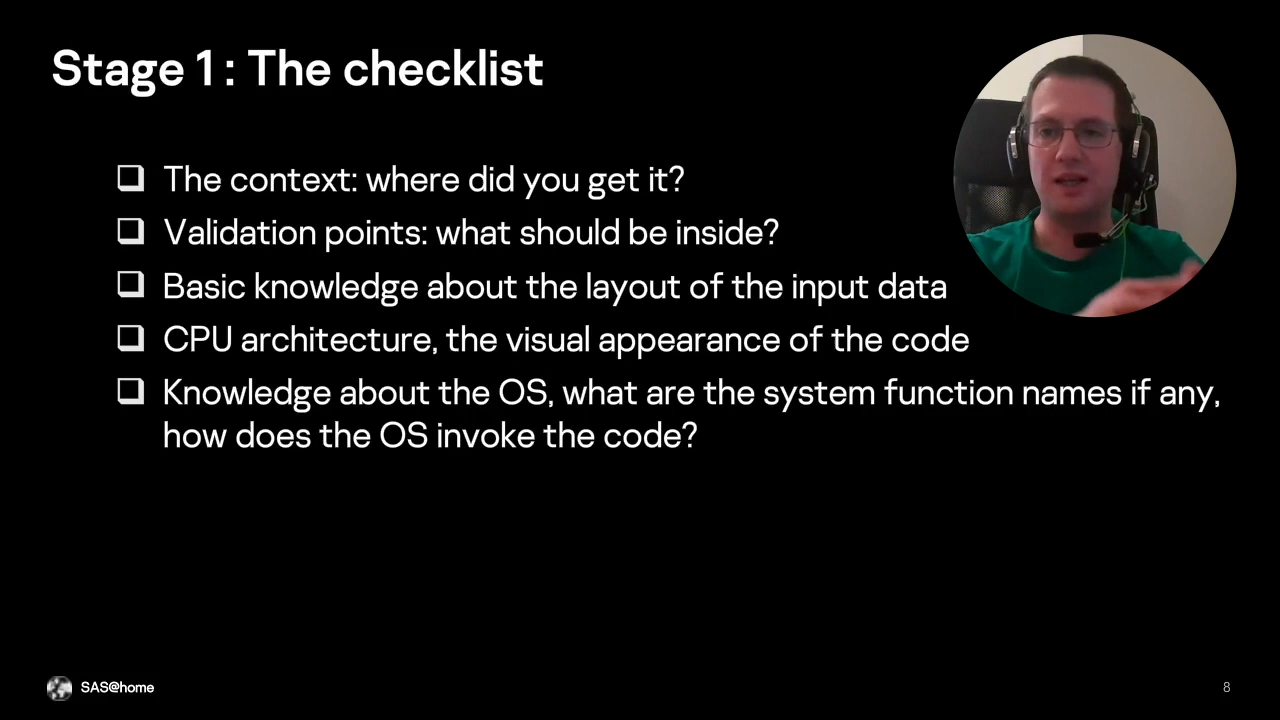 Stage 1: The checklist
The context: where did you get it?
Validation points: what should be inside?
Basic knowledge about the layout of the input data
CPU architecture, the visual appearance of the code
Knowledge about the OS, what are the system function names if any,
how does the OS invoke the code?
SAS@home
8